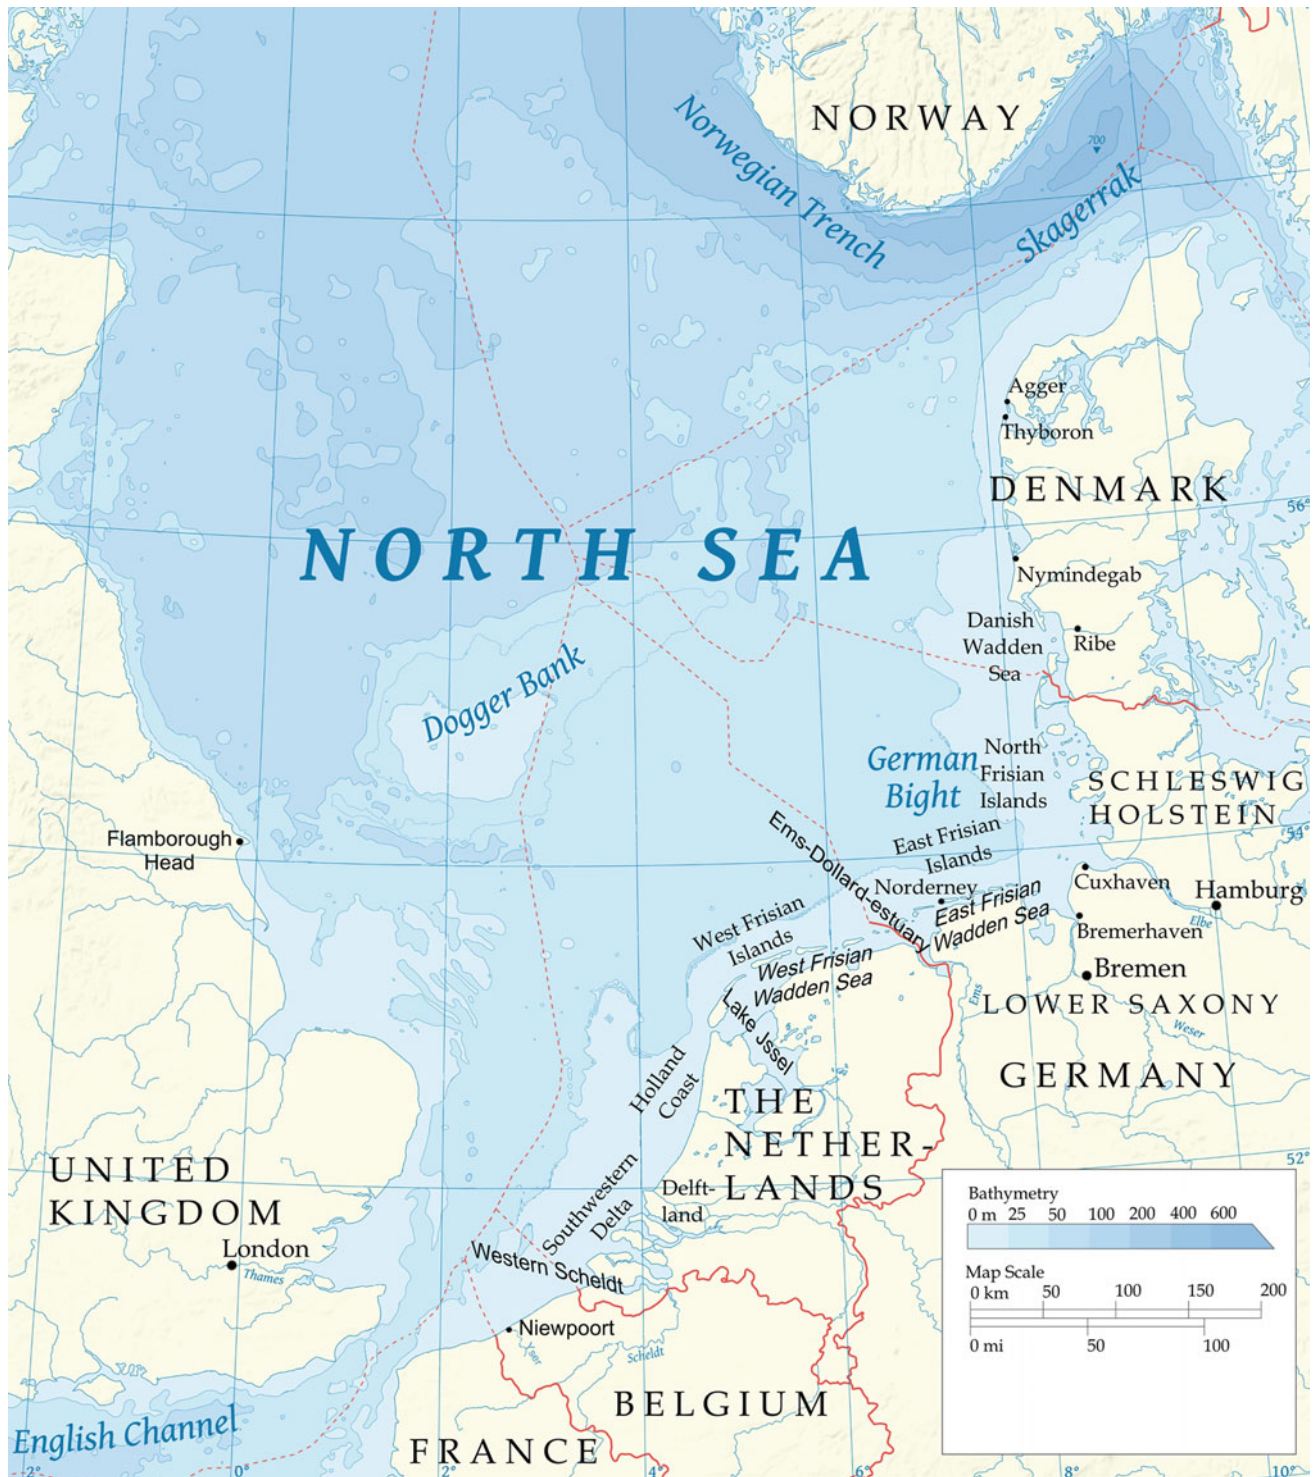 NORWAY
Norwegian Trench
700
Skagerrak
Agger
Thyboron
DENMARK
56°
NORTH SEA
Nymindegab
Danish
Wadden
Sea
Ribe
Dogger Bank
German
Bight
North
Frisian
Islands
SCHLESWIG
HOLSTEIN
54°
Flamborough
Head
East Frisian
Islands
Ems-Dollard-estuary
Norderney
East Frisian
Wadden Sea
Cuxhaven
Hamburg
Elbe
Bremerhaven
Bremen
West Frisian
Islands
West Frisian
Wadden Sea
Lake Jssel
Ems
LOWER SAXONY
Weser
GERMANY
Holland
Coast
THE
NETHER-
LANDS
52°
UNITED
KINGDOM
London
Thames
Southwestern
Delta
Delft-
land
Western Scheldt
Niewpoort
Yser
Scheldt
BELGIUM
FRANCE
English Channel
Bathymetry
0 m 25 50 100 200 400 600
Map Scale
0 km 50 100 150 200
0 mi 50 100
2° 0° 2° 4° 6° 8° 10°